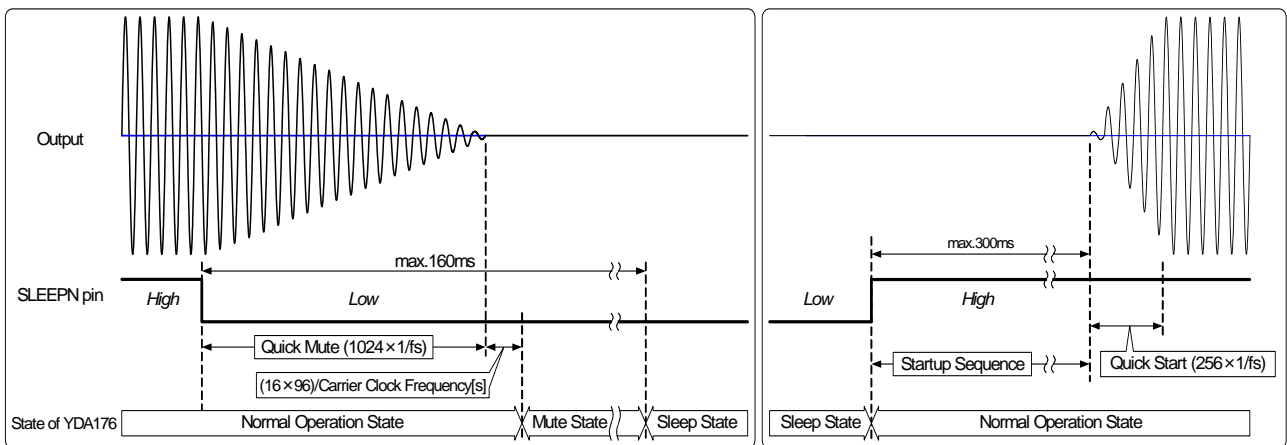 Output
max.160ms
SLEEPN pin
High
Low
Quick Mute (1024×1/fs)
(16×96)/Carrier Clock Frequency[s]
State of YDA176
Normal Operation State
Mute State
Sleep State
max.300ms
Low
High
Startup Sequence
Quick Start (256×1/fs)
Sleep State
Normal Operation State